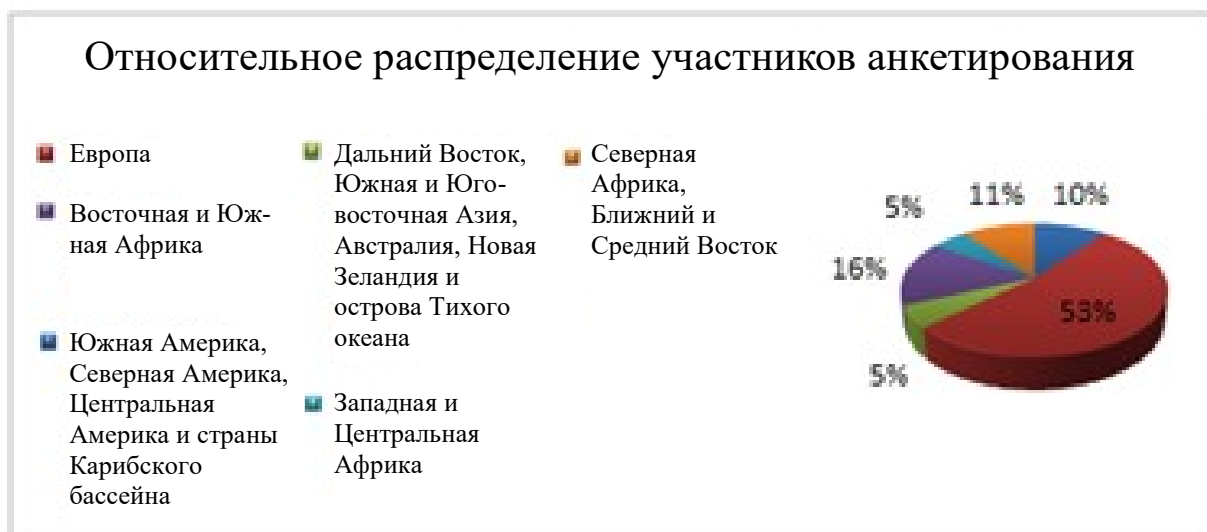 Относительное распределение участников анкетирования
Европа
Восточная и Юж-
ная Африка
Южная Америка,
Северная Америка,
Центральная
Америка и страны
Карибского
бассейна
Дальний Восток,
Южная и Юго-
восточная Азия,
Австралия, Новая
Зеландия и
острова Тихого
океана
Западная и
Центральная
Африка
Северная
Африка,
Ближний и
Средний Восток
5%
11%
10%
16%
53%
5%